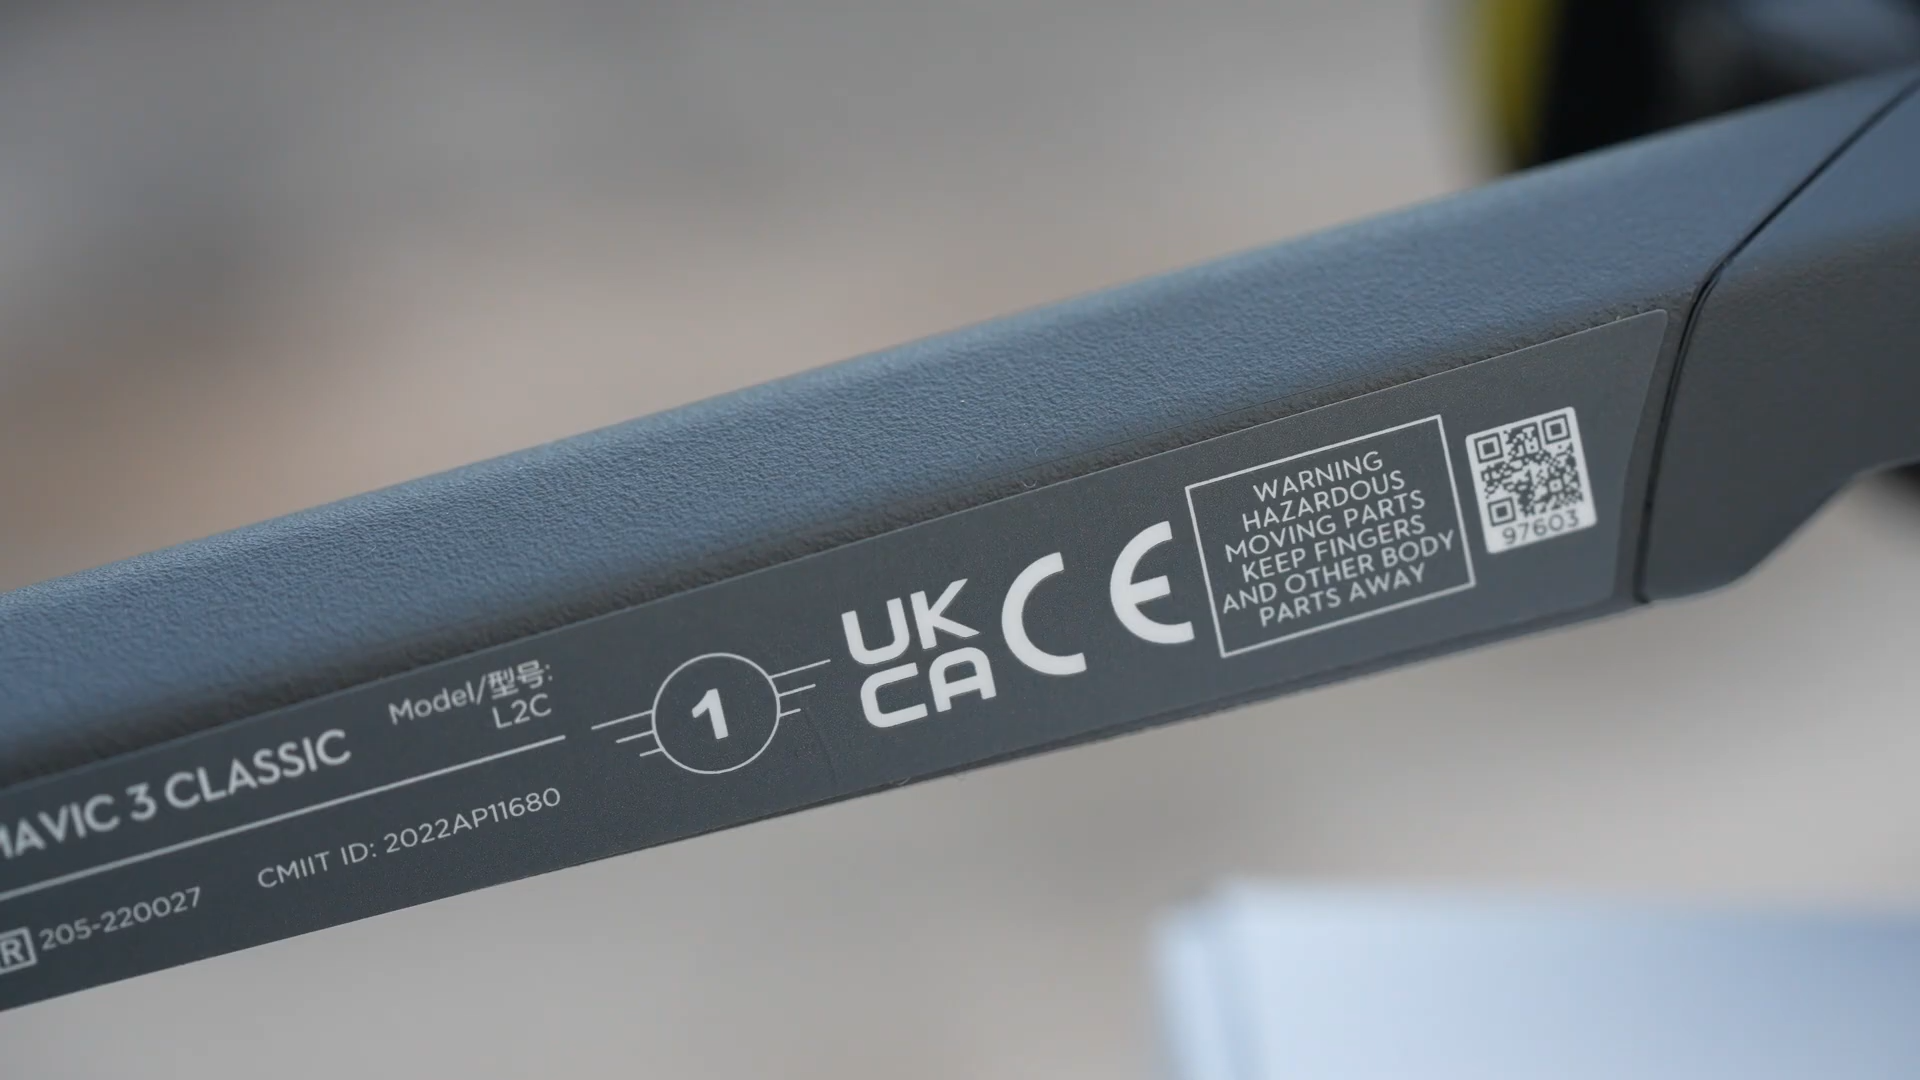 MAVIC 3 CLASSIC
Model/型号:
L2C
R 205-220027
CMIIT ID: 2022AP11680
1
UK
CA
CE
WARNING
HAZARDOUS
MOVING PARTS
KEEP FINGERS
AND OTHER BODY
PARTS AWAY
97603